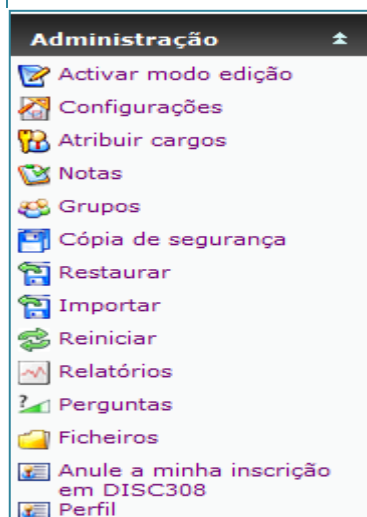 Administração
Activar modo edição
Configurações
Atribuir cargos
Notas
Grupos
Cópia de segurança
Restaurar
Importar
Reiniciar
Relatórios
Perguntas
Ficheiros
Anule a minha inscrição
em DISC308
Perfil